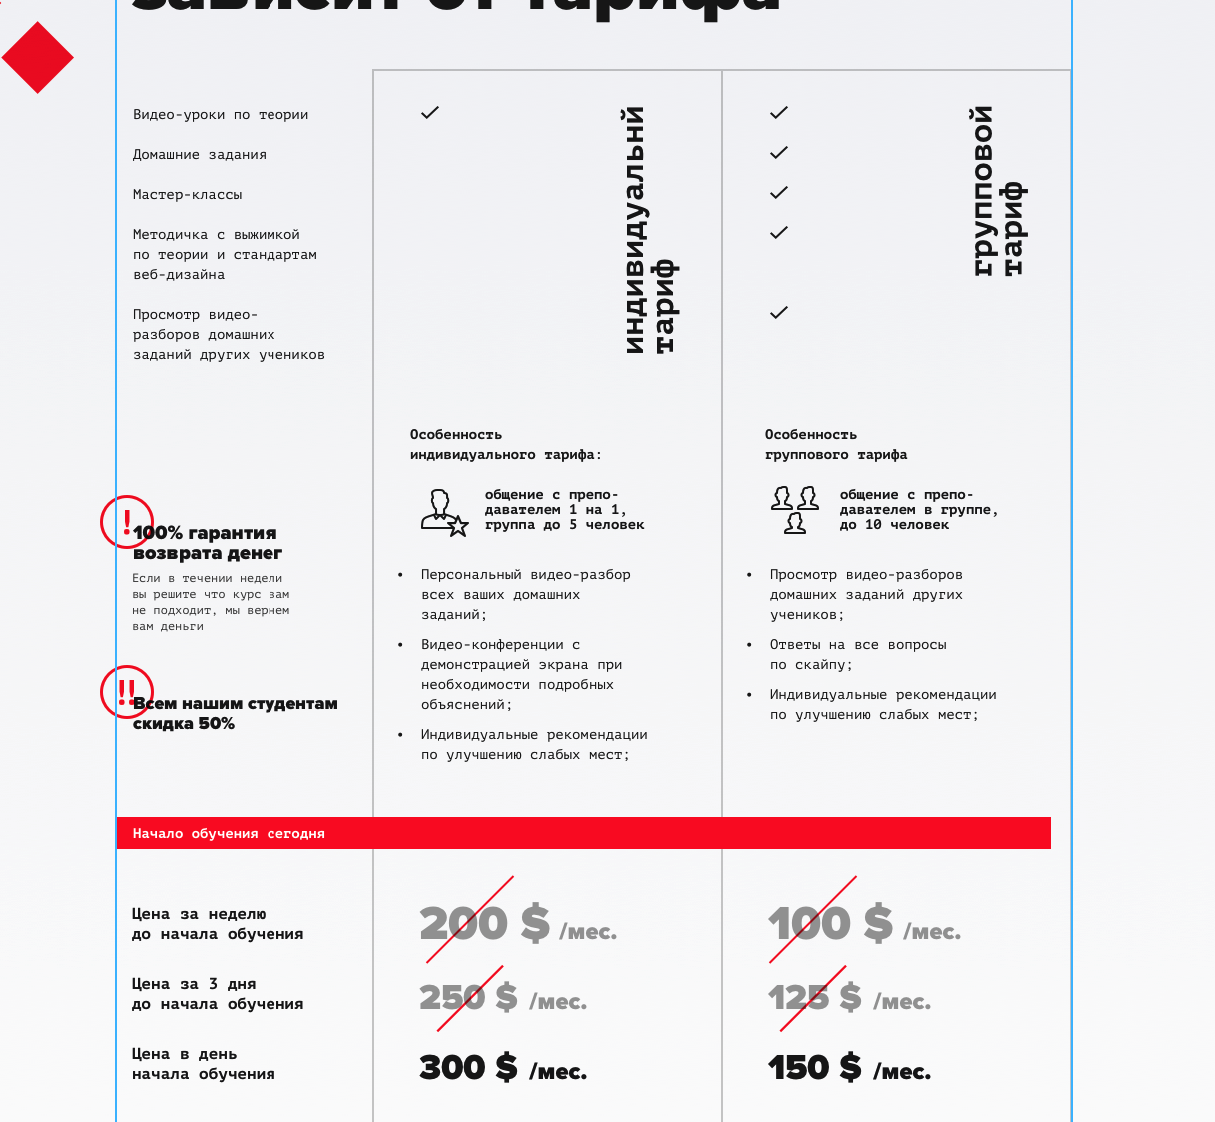 зависит от тарифа
Видео-уроки по теории
Домашние задания
Мастер-классы
Методичка с выжимкой
по теории и стандартам
веб-дизайна
Просмотр видео-
разборов домашних
заданий других учеников
индивидуальнй
тариф
групповой
тариф
Особенность
индивидуального тарифа:
общение с препо-
давателем 1 на 1,
группа до 5 человек
Особенность
группового тарифа
общение с препо-
давателем в группе,
до 10 человек
!
100% гарантия
возврата денег
Если в течении недели
вы решите что курс вам
не подходит, мы вернем
вам деньги
!!
Всем нашим студентам
скидка 50%
• Персональный видео-разбор
всех ваших домашних
заданий;
• Видео-конференции с
демонстрацией экрана при
необходимости подробных
объяснений;
• Индивидуальные рекомендации
по улучшению слабых мест;
• Просмотр видео-разборов
домашних заданий других
учеников;
• Ответы на все вопросы
по скайпу;
• Индивидуальные рекомендации
по улучшению слабых мест;
Начало обучения сегодня
Цена за неделю
до начала обучения
200 $ /мес.
100 $ /мес.
Цена за 3 дня
до начала обучения
250 $ /мес.
125 $ /мес.
Цена в день
начала обучения
300 $ /мес.
150 $ /мес.